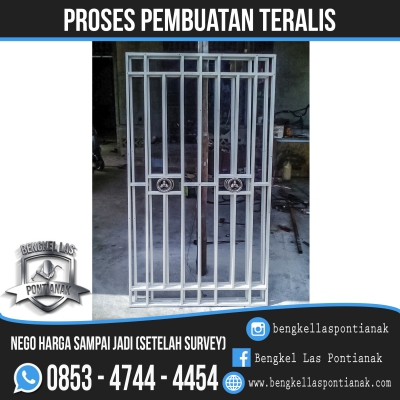 PROSES PEMBUATAN TERALIS
BENGKEL LAS
PONTIANAK
NEGO HARGA SAMPAI JADI (SETELAH SURVEY)
0853 - 4744 - 4454
bengkellaspontianak
Bengkel Las Pontianak
www.bengkellaspontianak.com